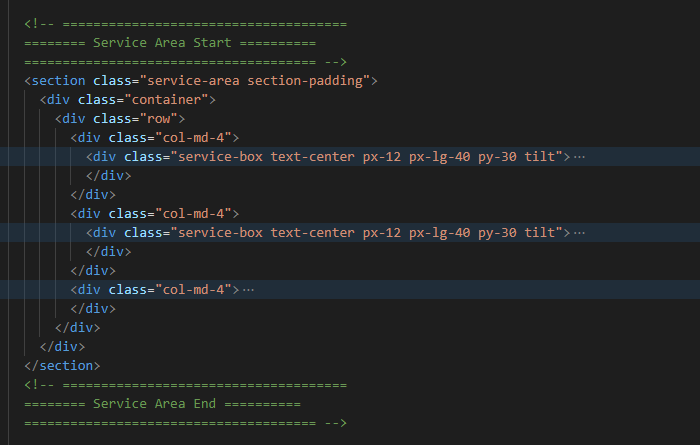 <!-- =====================================
======== Service Area Start ==========
====================================== -->
<section class="service-area section-padding">
<div class="container">
<div class="row">
<div class="col-md-4">
<div class="service-box text-center px-12 px-lg-40 py-30 tilt">···
</div>
</div>
<div class="col-md-4">
<div class="service-box text-center px-12 px-lg-40 py-30 tilt">···
</div>
</div>
<div class="col-md-4">···
</div>
</div>
</div>
</section>
<!-- =====================================
======== Service Area End ==========
====================================== -->